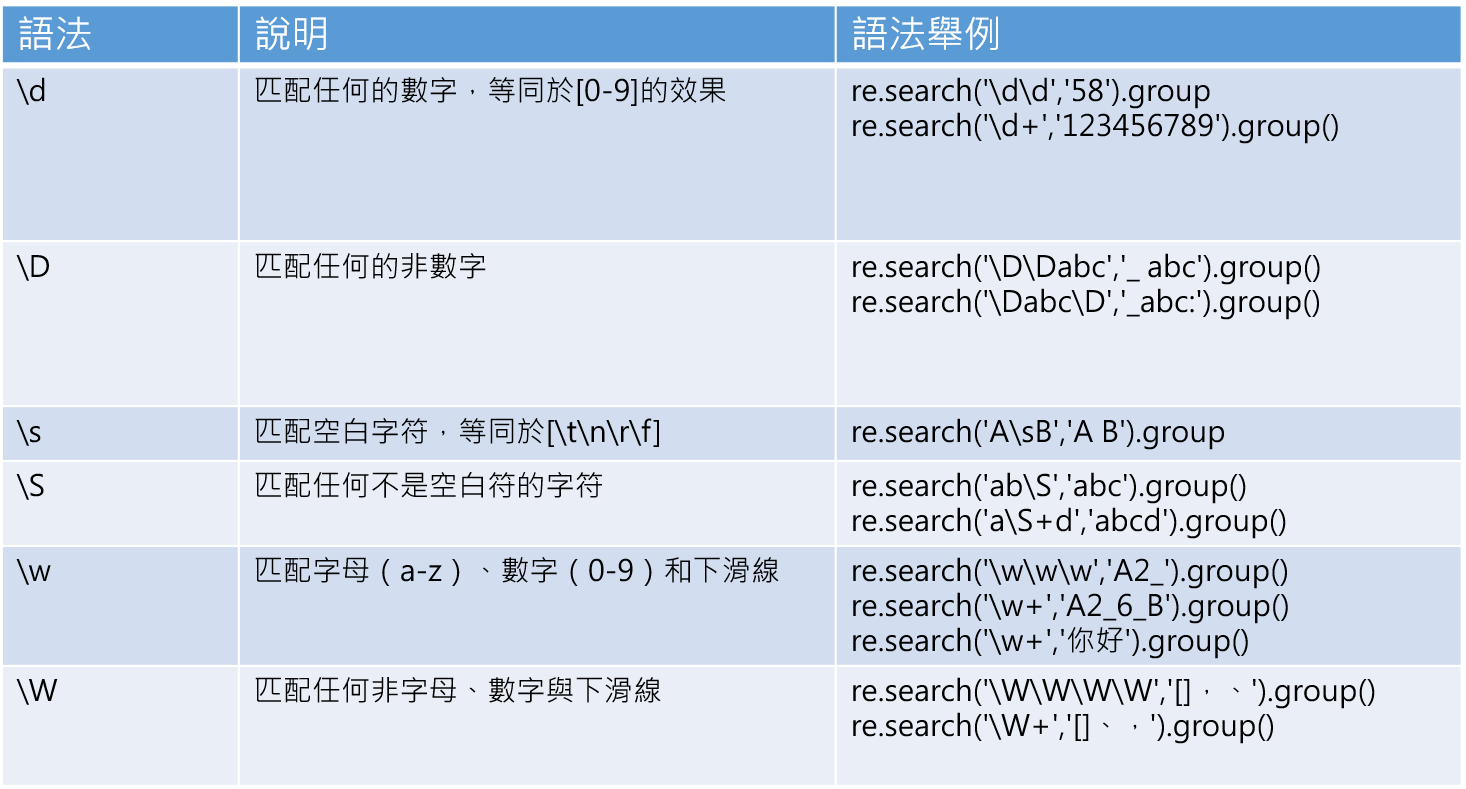 語法 說明 語法舉例
\d 匹配任何的數字，等同於[0-9]的效果 re.search('\d\d','58').group
re.search('\d+','123456789').group()
\D 匹配任何的非數字 re.search('\D\Dabc','_ abc').group()
re.search('\Dabc\D','_abc:').group()
\s 匹配空白字符，等同於[\t\n\r\f] re.search('A\sB','A B').group
\S 匹配任何不是空白符的字符 re.search('ab\S','abc').group()
re.search('a\S+d','abcd').group()
\w 匹配字母（a-z）、數字（0-9）和下滑線 re.search('\w\w\w','A2_').group()
re.search('\w+','A2_6_B').group()
re.search('\w+','你好').group()
\W 匹配任何非字母、數字與下滑線 re.search('\W\W\W\W','[]，、').group()
re.search('\W+','[]、，').group()